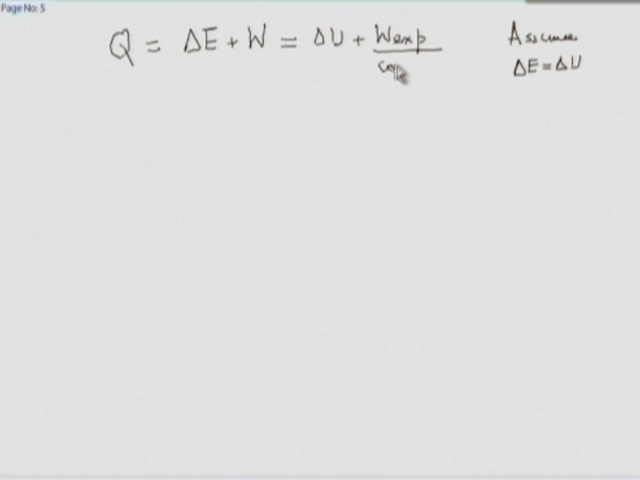 Page No: 5
Q = ΔE + W = ΔU + Wexp
Assume
ΔE = ΔU